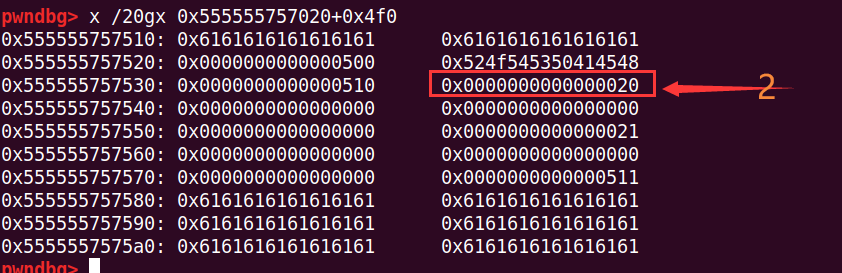 pwndbg> x /20gx 0x555555757020+0x4f0
0x555555757510: 0x6161616161616161 0x6161616161616161
0x555555757520: 0x0000000000000500 0x524f545350414548
0x555555757530: 0x0000000000000510 0x0000000000000020
2
0x555555757540: 0x0000000000000000 0x0000000000000000
0x555555757550: 0x0000000000000000 0x0000000000000021
0x555555757560: 0x0000000000000000 0x0000000000000000
0x555555757570: 0x0000000000000000 0x0000000000000511
0x555555757580: 0x6161616161616161 0x6161616161616161
0x555555757590: 0x6161616161616161 0x6161616161616161
0x5555557575a0: 0x6161616161616161 0x6161616161616161
pwndbg>